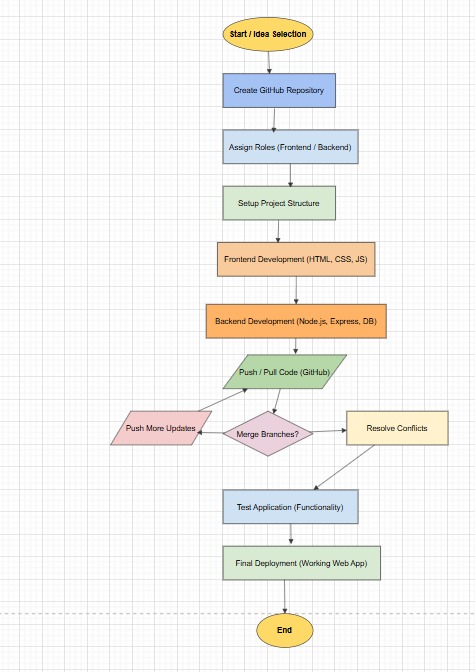 Start / Idea Selection
Create GitHub Repository
Assign Roles (Frontend / Backend)
Setup Project Structure
Frontend Development (HTML, CSS, JS)
Backend Development (Node.js, Express, DB)
Push / Pull Code (GitHub)
Push More Updates
Merge Branches?
Resolve Conflicts
Test Application (Functionality)
Final Deployment (Working Web App)
End